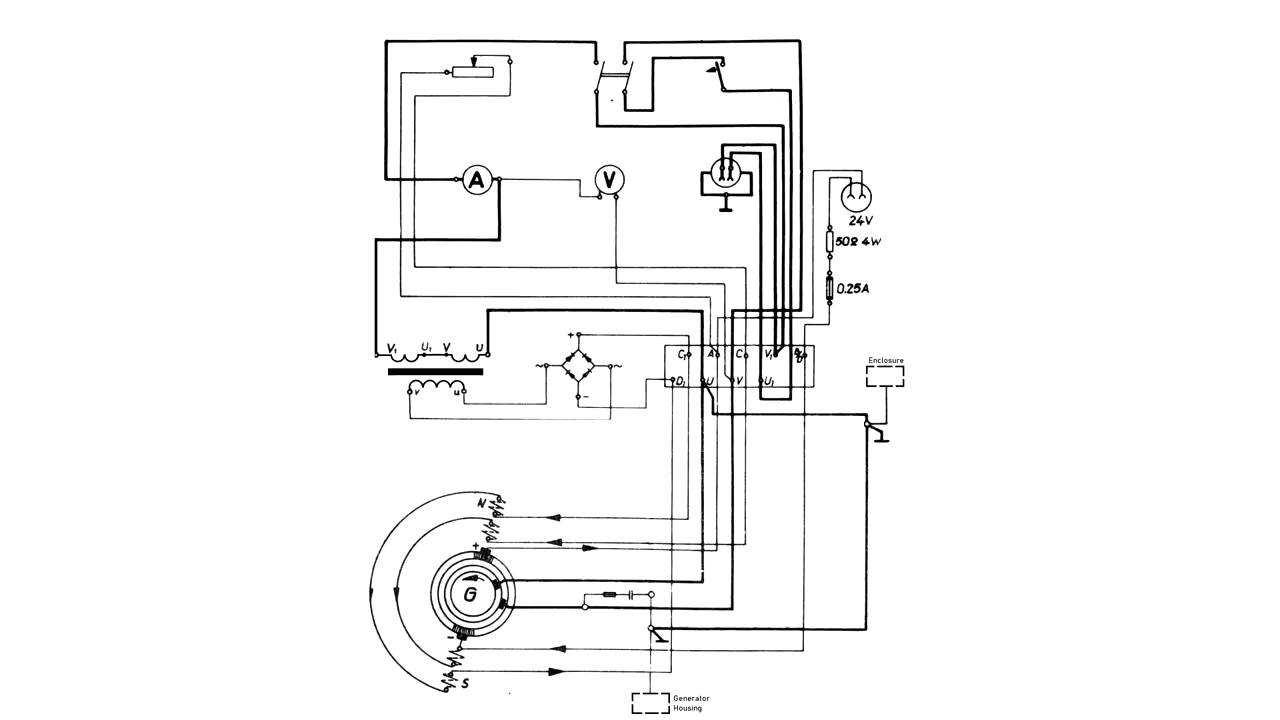 A
V
24V
50Ω 4W
0.25A
+
V₁ U₁ V U
~ ~
v u
-
C₁ A C V₁
D₁ U V U₁
Enclosure
N
+
G
-
S
Generator
Housing